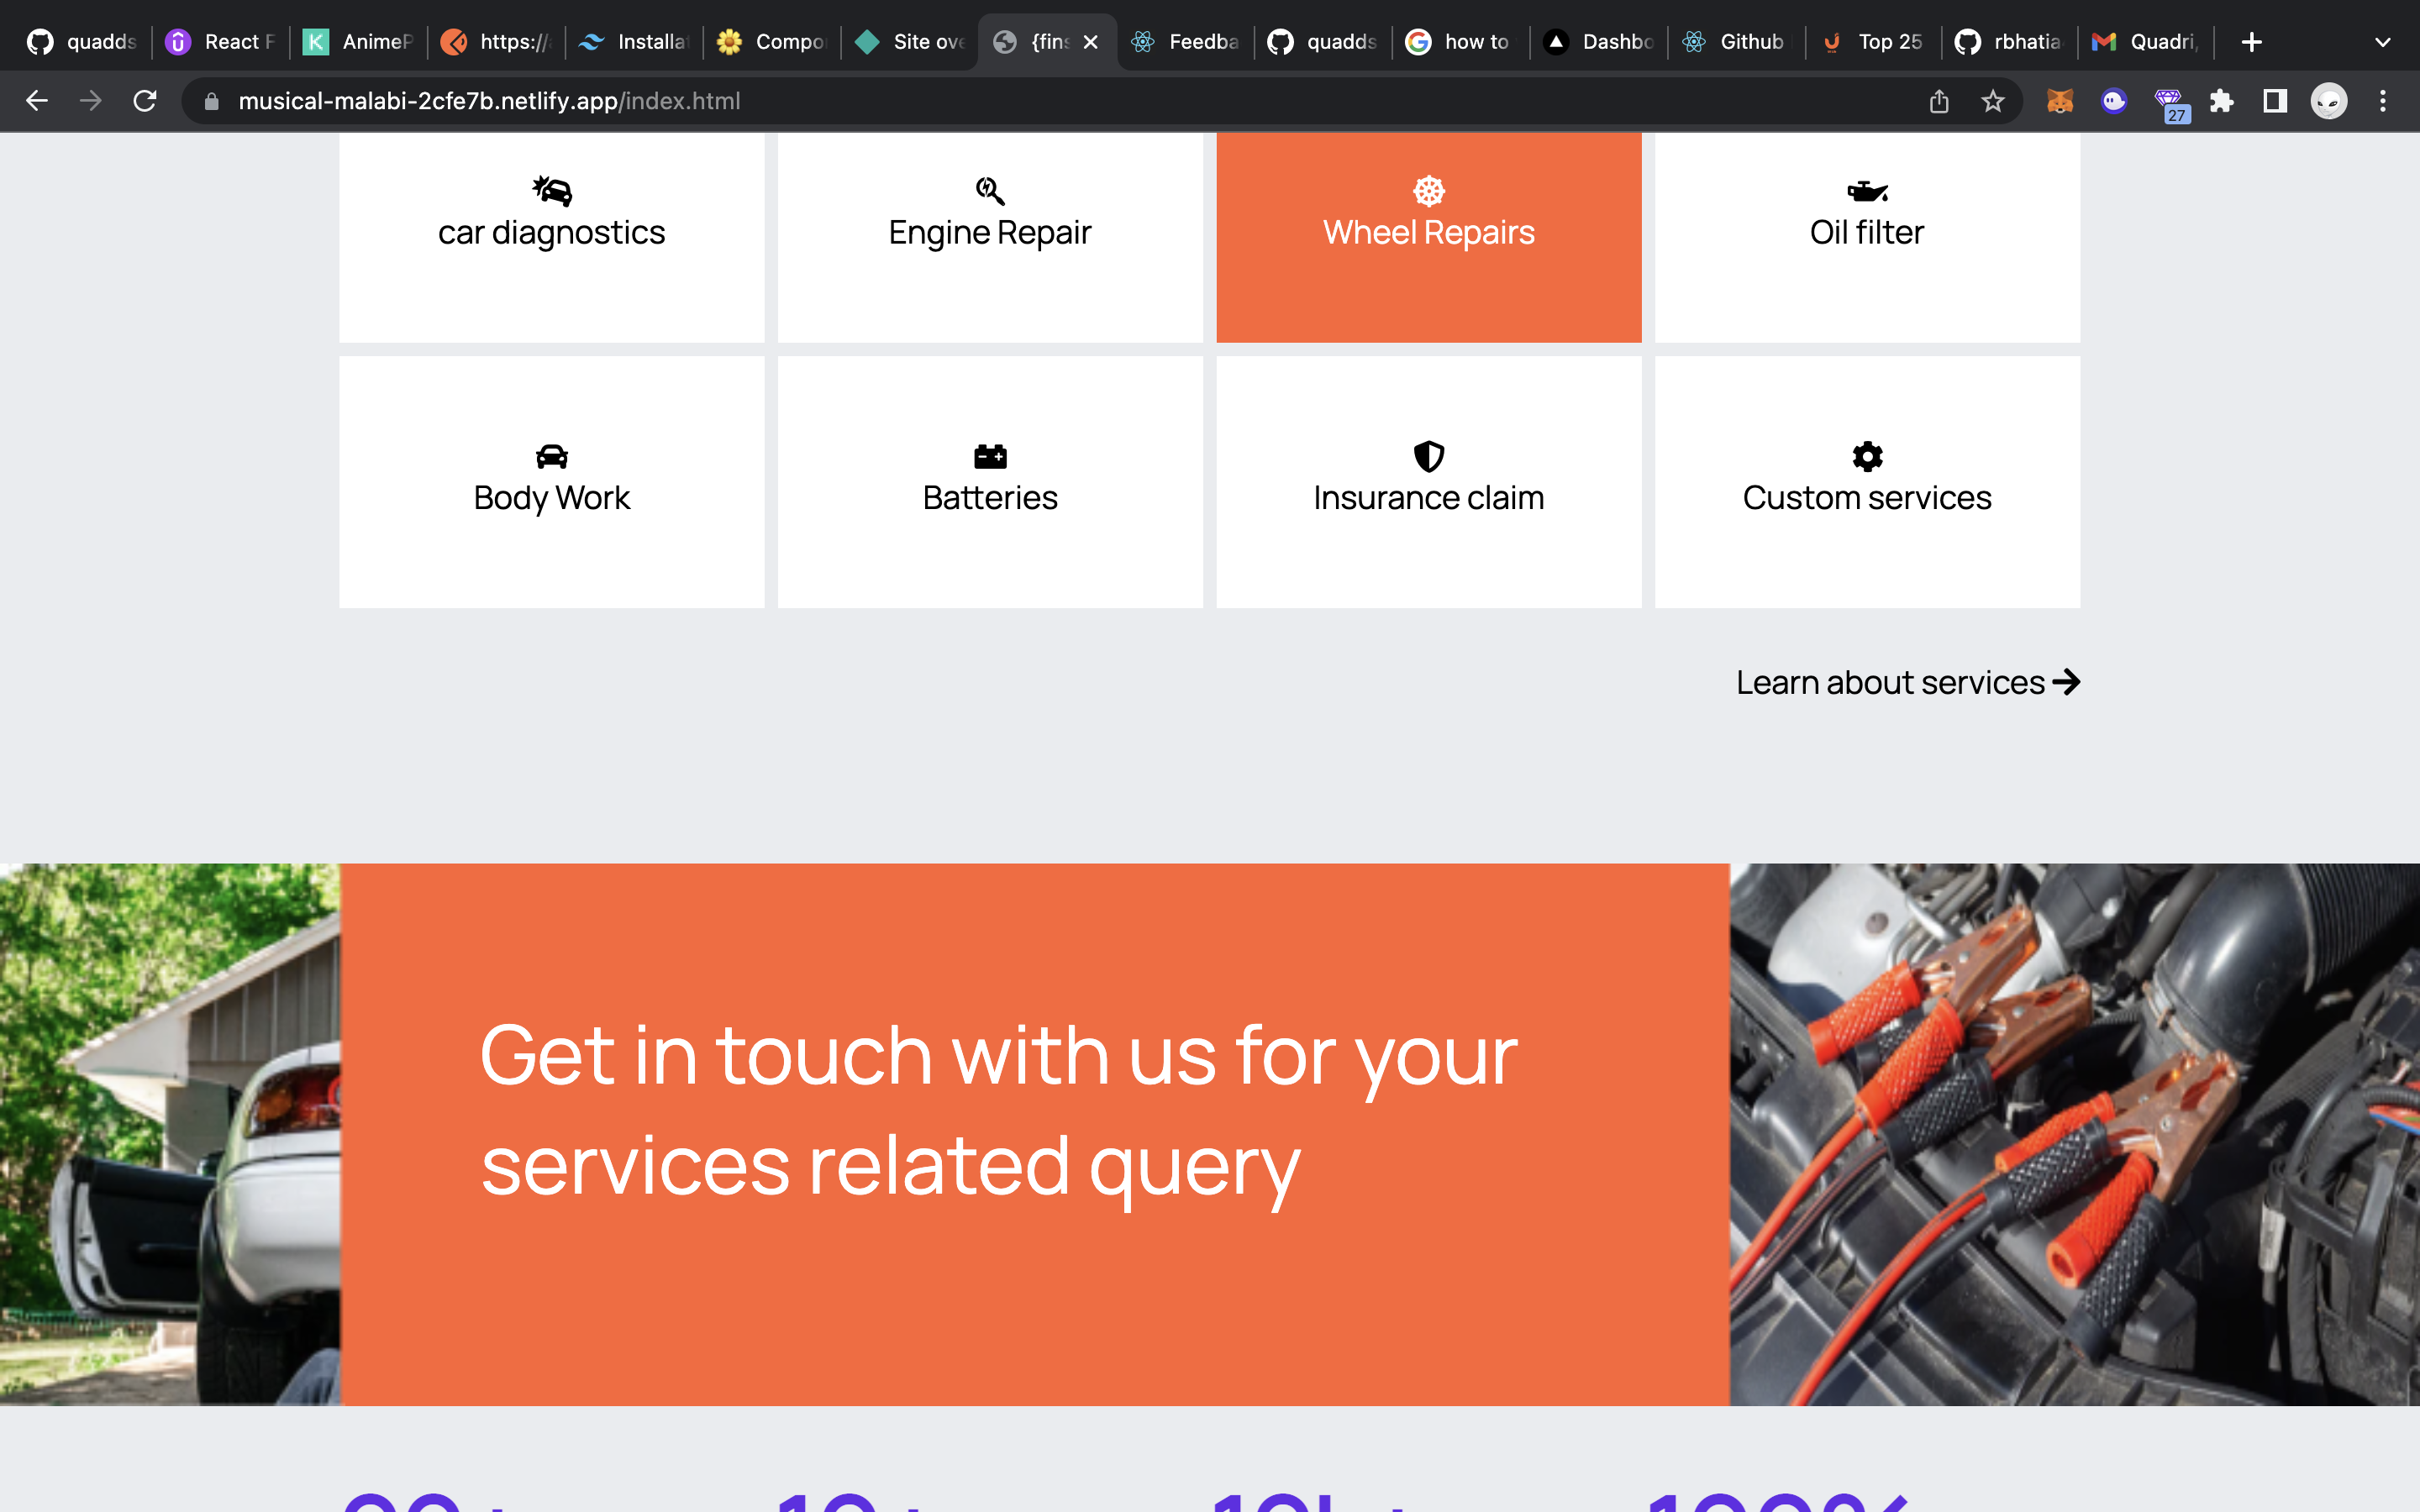 quadds React F AnimeP https:// Installat Compo Site ove {fins Feedba quadds how to Dashbo Github Top 25 rbhatia Quadri,
musical-malabi-2cfe7b.netlify.app/index.html 27
car diagnostics Engine Repair Wheel Repairs Oil filter
Body Work Batteries Insurance claim Custom services
Learn about services
Get in touch with us for your
services related query